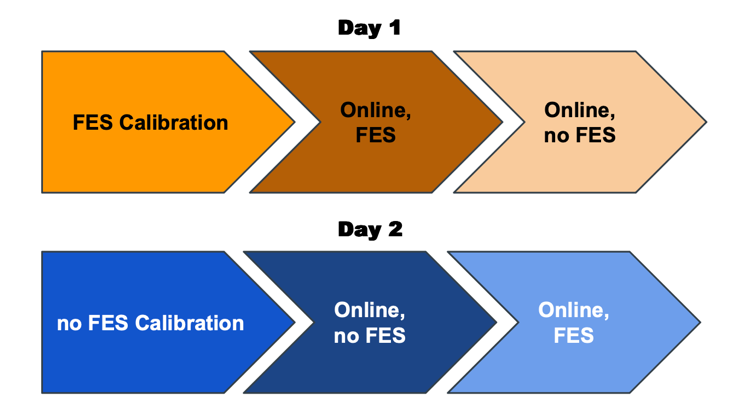 Day 1
FES Calibration
Online,
FES
Online,
no FES
Day 2
no FES Calibration
Online,
no FES
Online,
FES